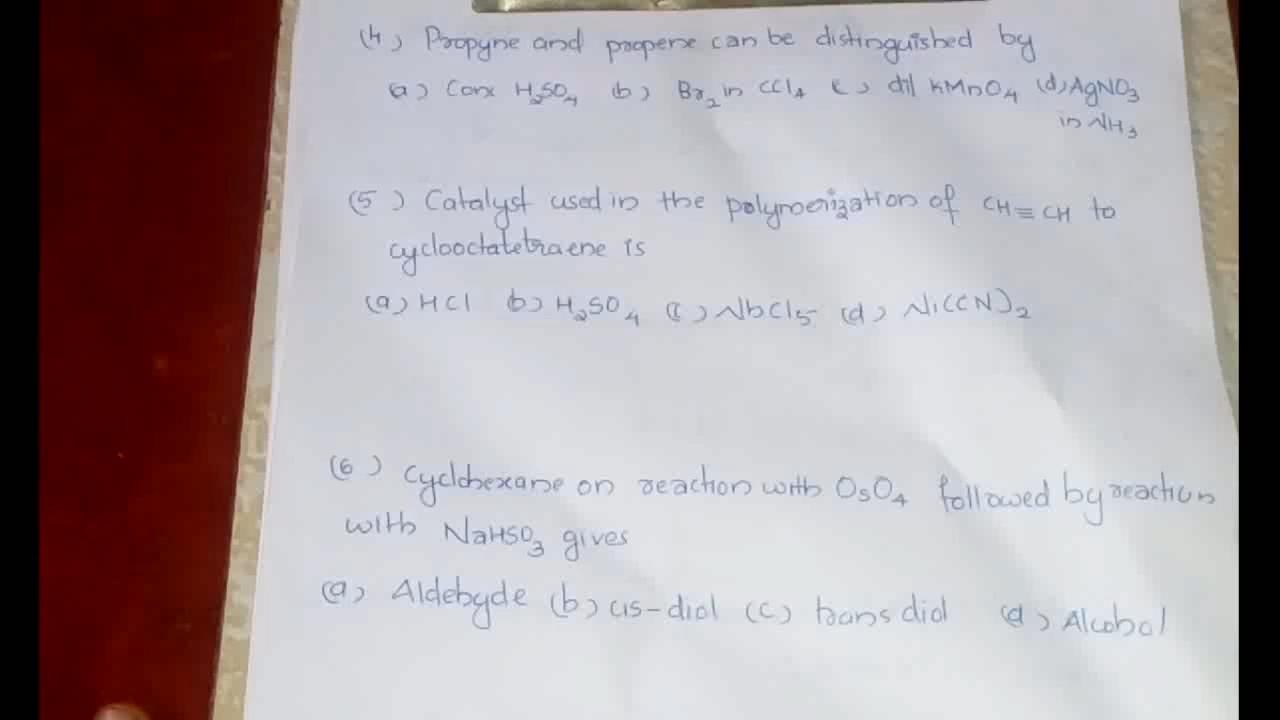 (4) Propyne and propene can be distinguished by
(a) Conx H2SO4 (b) Br2 in CCl4 (c) dil KMnO4 (d) AgNO3
in NH3
(5) Catalyst used in the polymerization of CH≡CH to
cyclooctatetraene is
(a) HCl (b) H2SO4 (c) NbCl5 (d) Ni(CN)2
(6) Cyclohexane on reaction with OsO4 followed by reaction
with NaHSO3 gives
(a) Aldehyde (b) cis-diol (c) trans diol (d) Alcohol